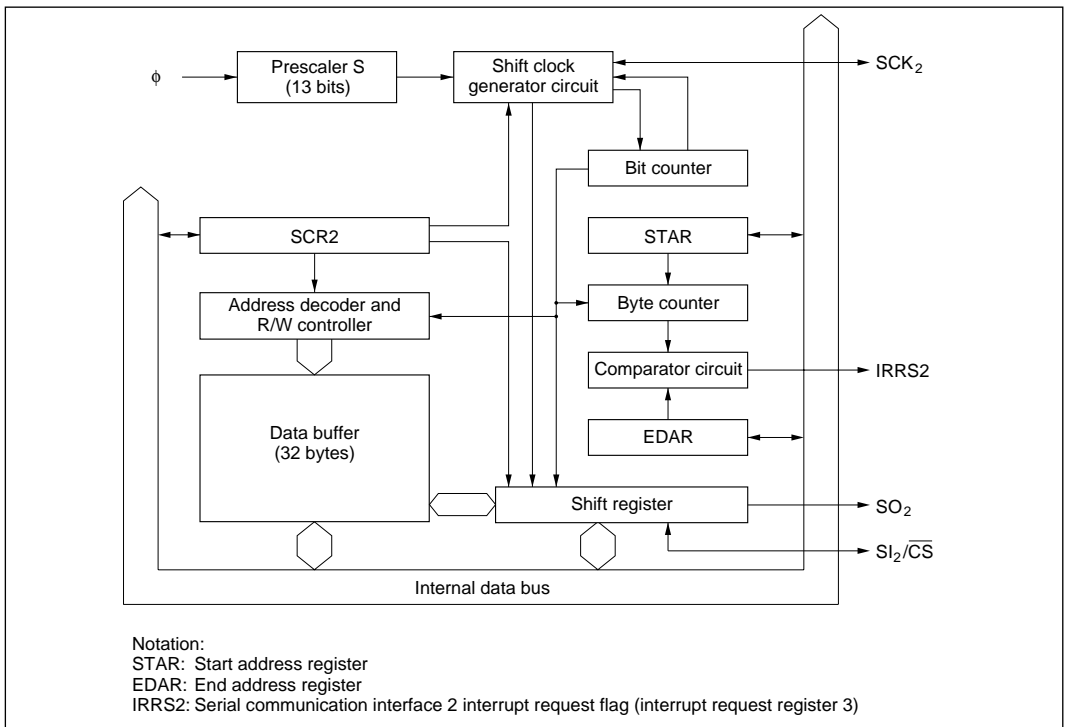 ϕ
Prescaler S
(13 bits)
Shift clock
generator circuit
SCK2
Bit counter
SCR2
STAR
Address decoder and
R/W controller
Byte counter
Comparator circuit
IRRS2
Data buffer
(32 bytes)
EDAR
Shift register
SO2
SI2/C̅S̅
Internal data bus
Notation:
STAR: Start address register
EDAR: End address register
IRRS2: Serial communication interface 2 interrupt request flag (interrupt request register 3)